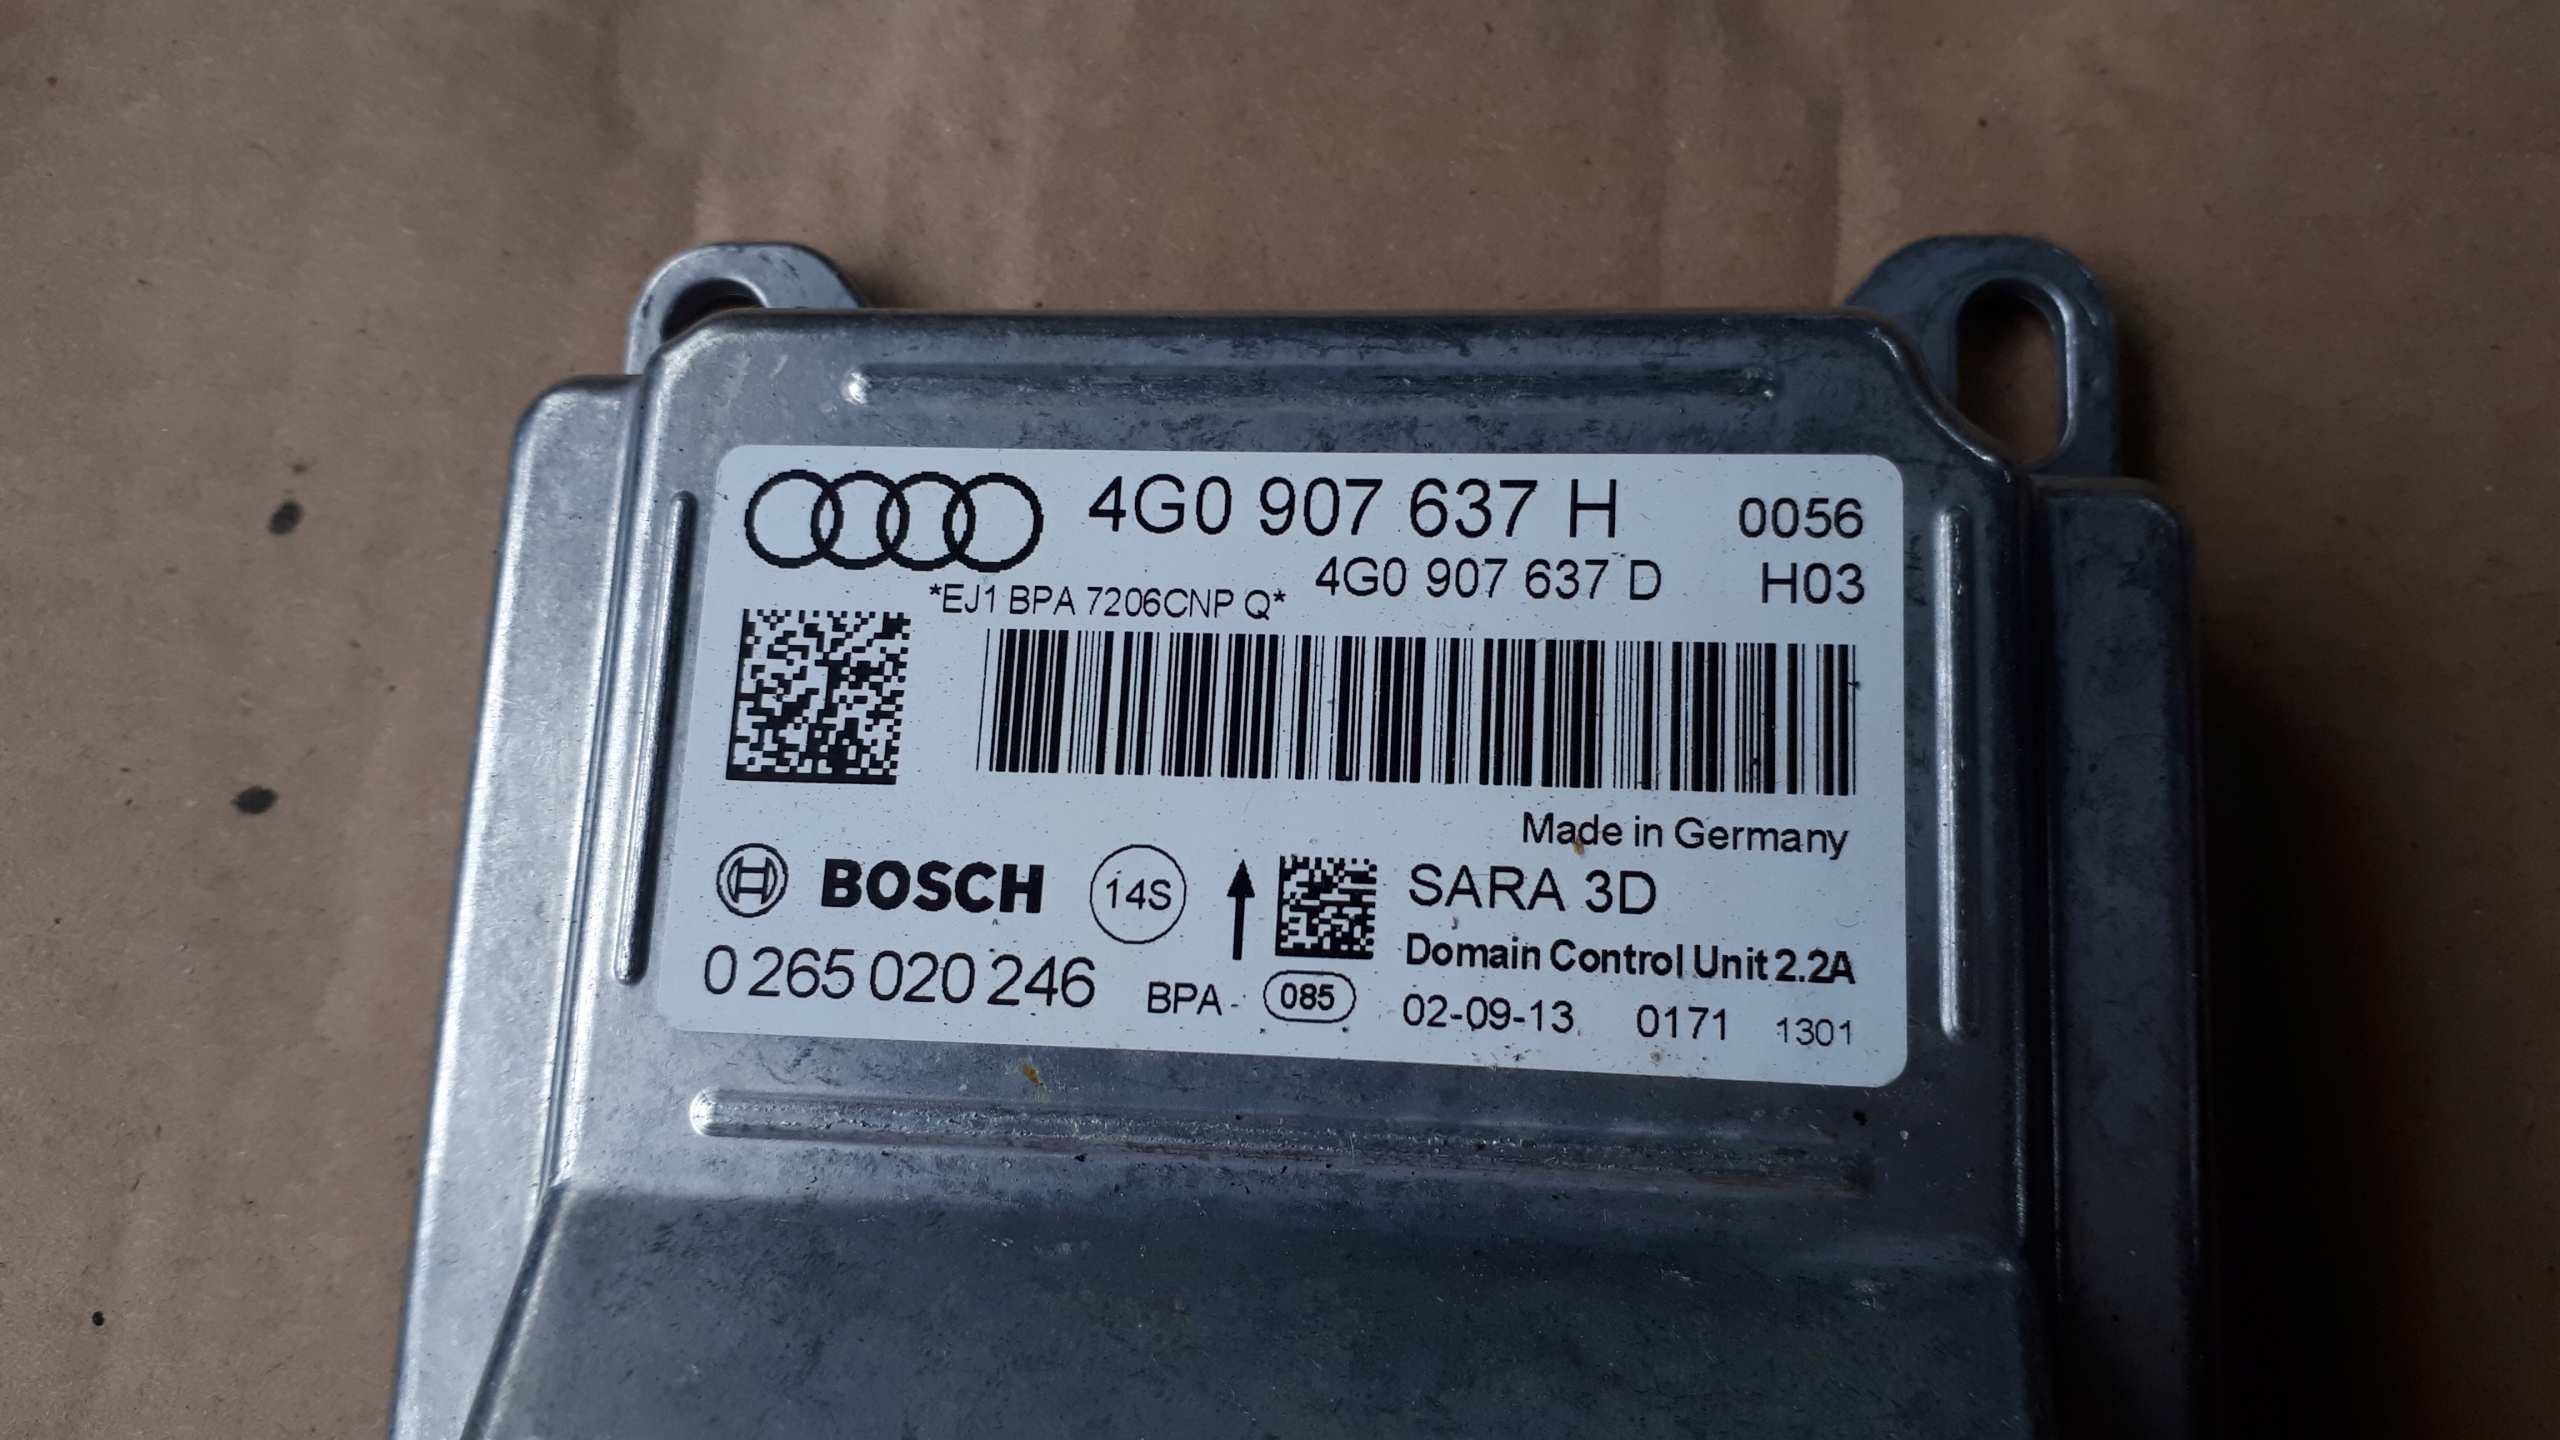 4G0 907 637 H 0056
4G0 907 637 D H03
*EJ1 BPA 7206CNP Q*
Made in Germany
BOSCH 14S SARA 3D
Domain Control Unit 2.2A
0 265 020 246 BPA- 085 02-09-13 0171 1301